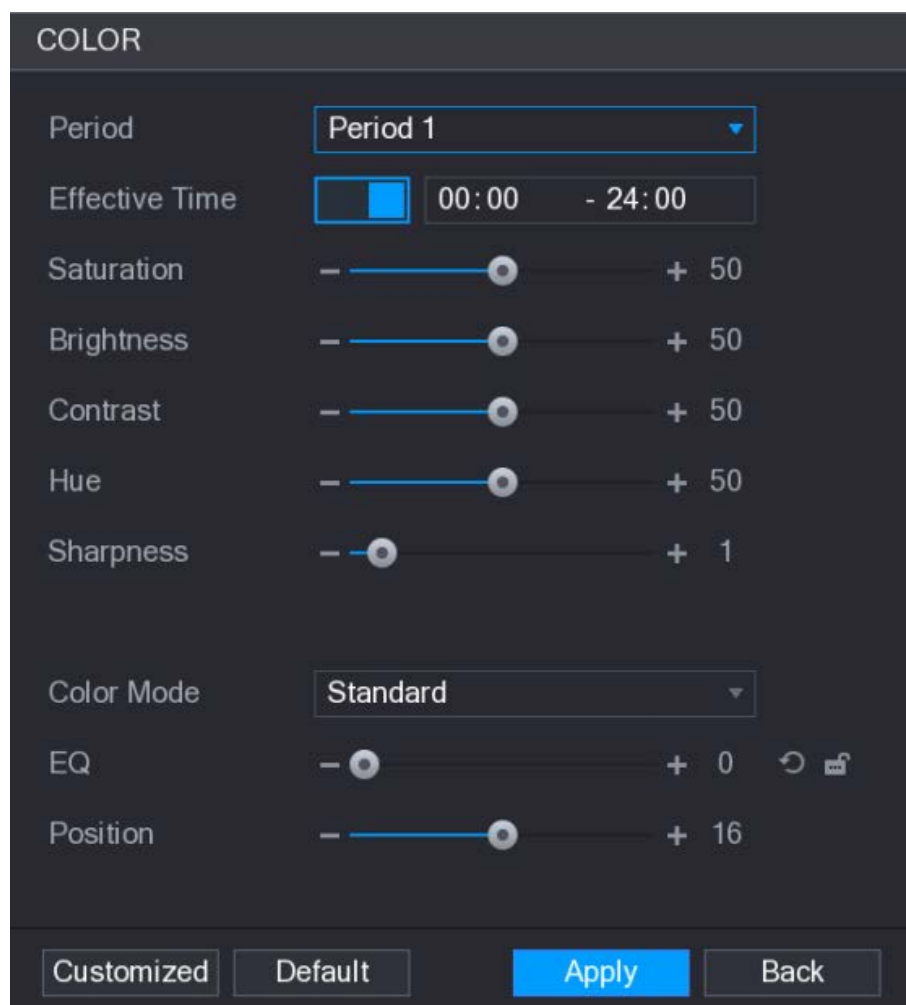 COLOR
Period Period 1
Effective Time 00:00 - 24:00
Saturation − + 50
Brightness − + 50
Contrast − + 50
Hue − + 50
Sharpness − + 1
Color Mode Standard
EQ − + 0
Position − + 16
Customized Default Apply Back